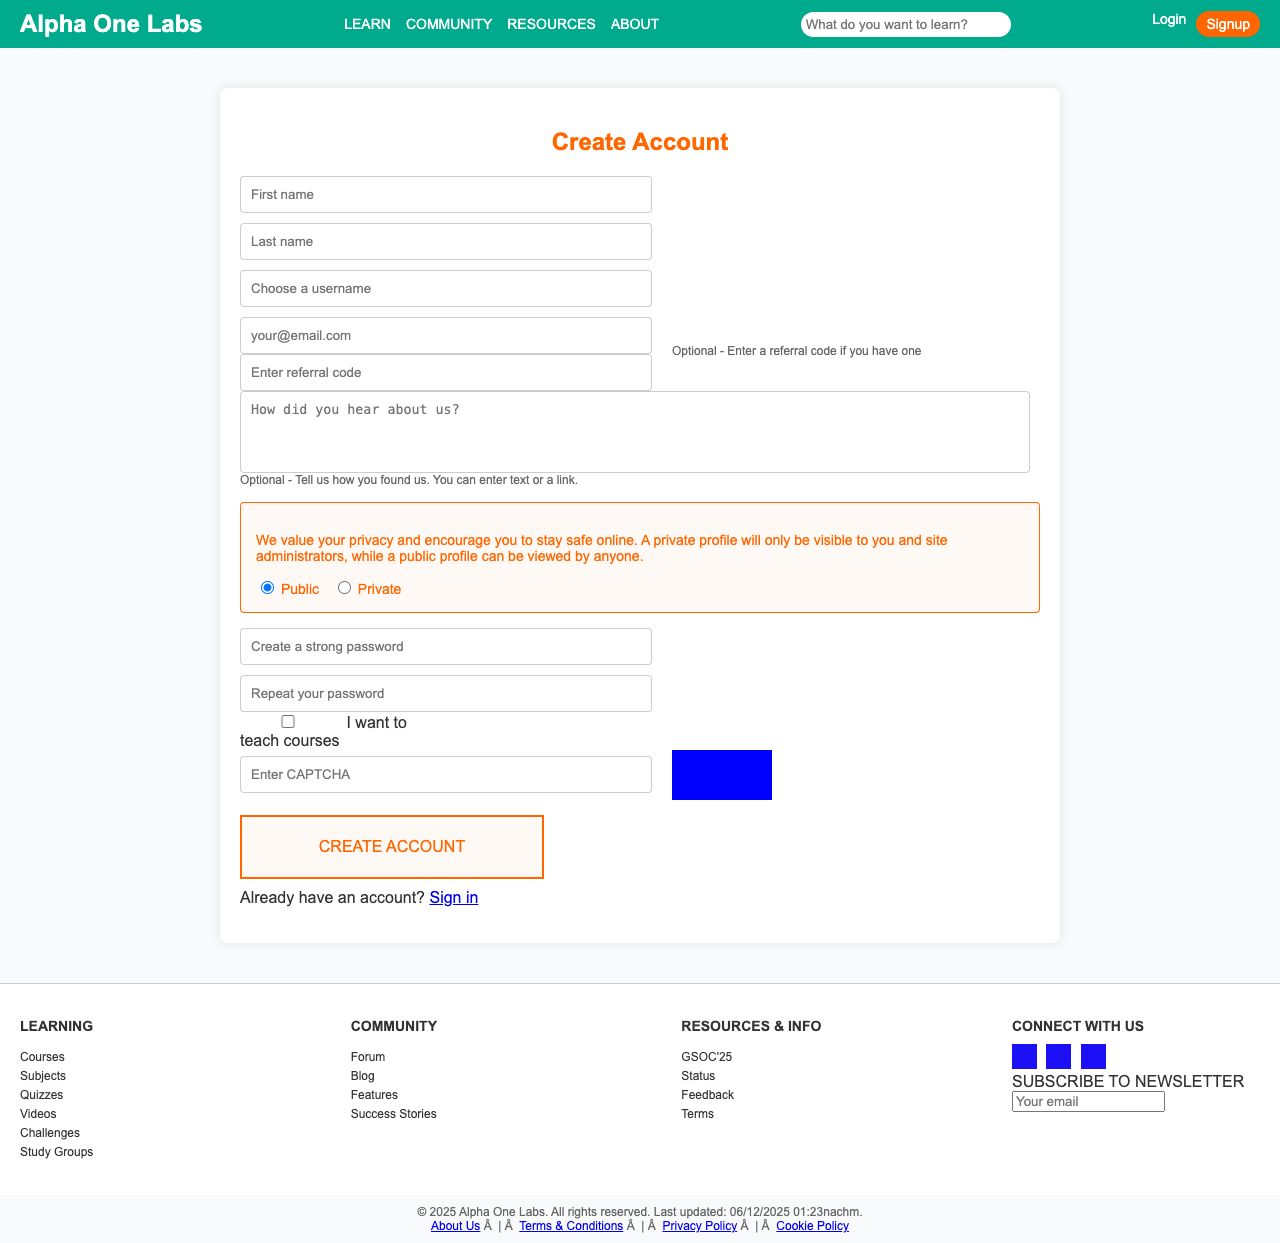 Alpha One Labs
LEARN COMMUNITY RESOURCES ABOUT
What do you want to learn?
Login Signup
Create Account
First name
Last name
Choose a username
your@email.com
Optional - Enter a referral code if you have one
Enter referral code
How did you hear about us?
Optional - Tell us how you found us. You can enter text or a link.
We value your privacy and encourage you to stay safe online. A private profile will only be visible to you and site
administrators, while a public profile can be viewed by anyone.
Public Private
Create a strong password
Repeat your password
I want to
teach courses
Enter CAPTCHA
CREATE ACCOUNT
Already have an account? Sign in
LEARNING
Courses
Subjects
Quizzes
Videos
Challenges
Study Groups
COMMUNITY
Forum
Blog
Features
Success Stories
RESOURCES & INFO
GSOC'25
Status
Feedback
Terms
CONNECT WITH US
SUBSCRIBE TO NEWSLETTER
Your email
© 2025 Alpha One Labs. All rights reserved. Last updated: 06/12/2025 01:23nachm.
About Us Â | Â Terms & Conditions Â | Â Privacy Policy Â | Â Cookie Policy